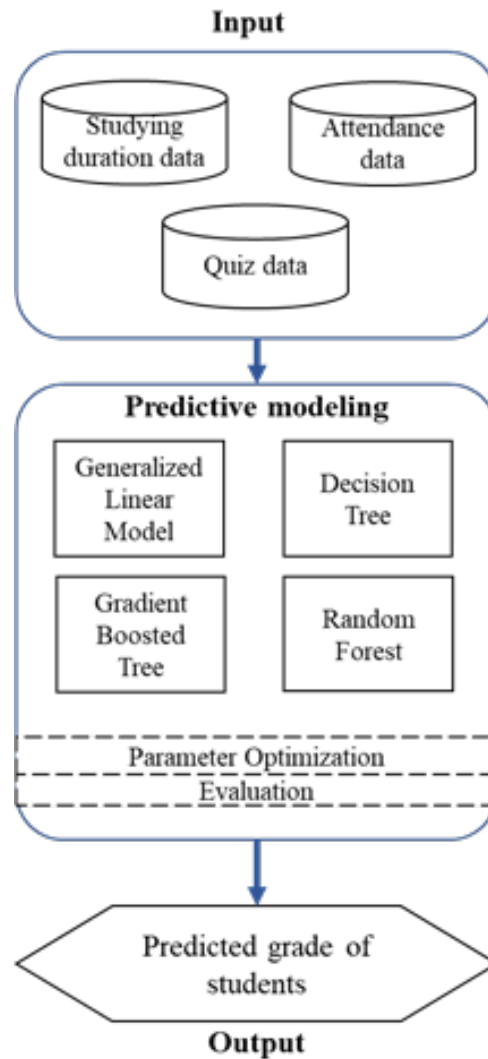 Input
Studying
duration data
Attendance
data
Quiz data
Predictive modeling
Generalized
Linear
Model
Decision
Tree
Gradient
Boosted
Tree
Random
Forest
Parameter Optimization
Evaluation
Predicted grade of
students
Output